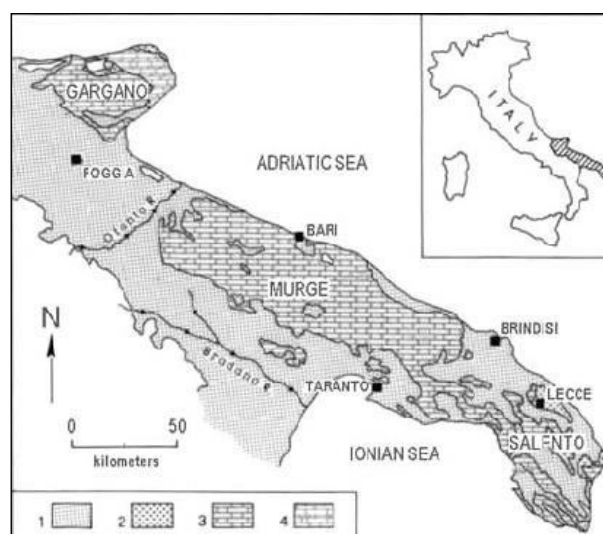 GARGANO
FOGGIA
ADRIATIC SEA
ITALY
Ofanto R.
BARI
MURGE
N
BRINDISI
Bradano R.
TARANTO
LECCE
0 50
kilometers
IONIAN SEA
SALENTO
1 2 3 4